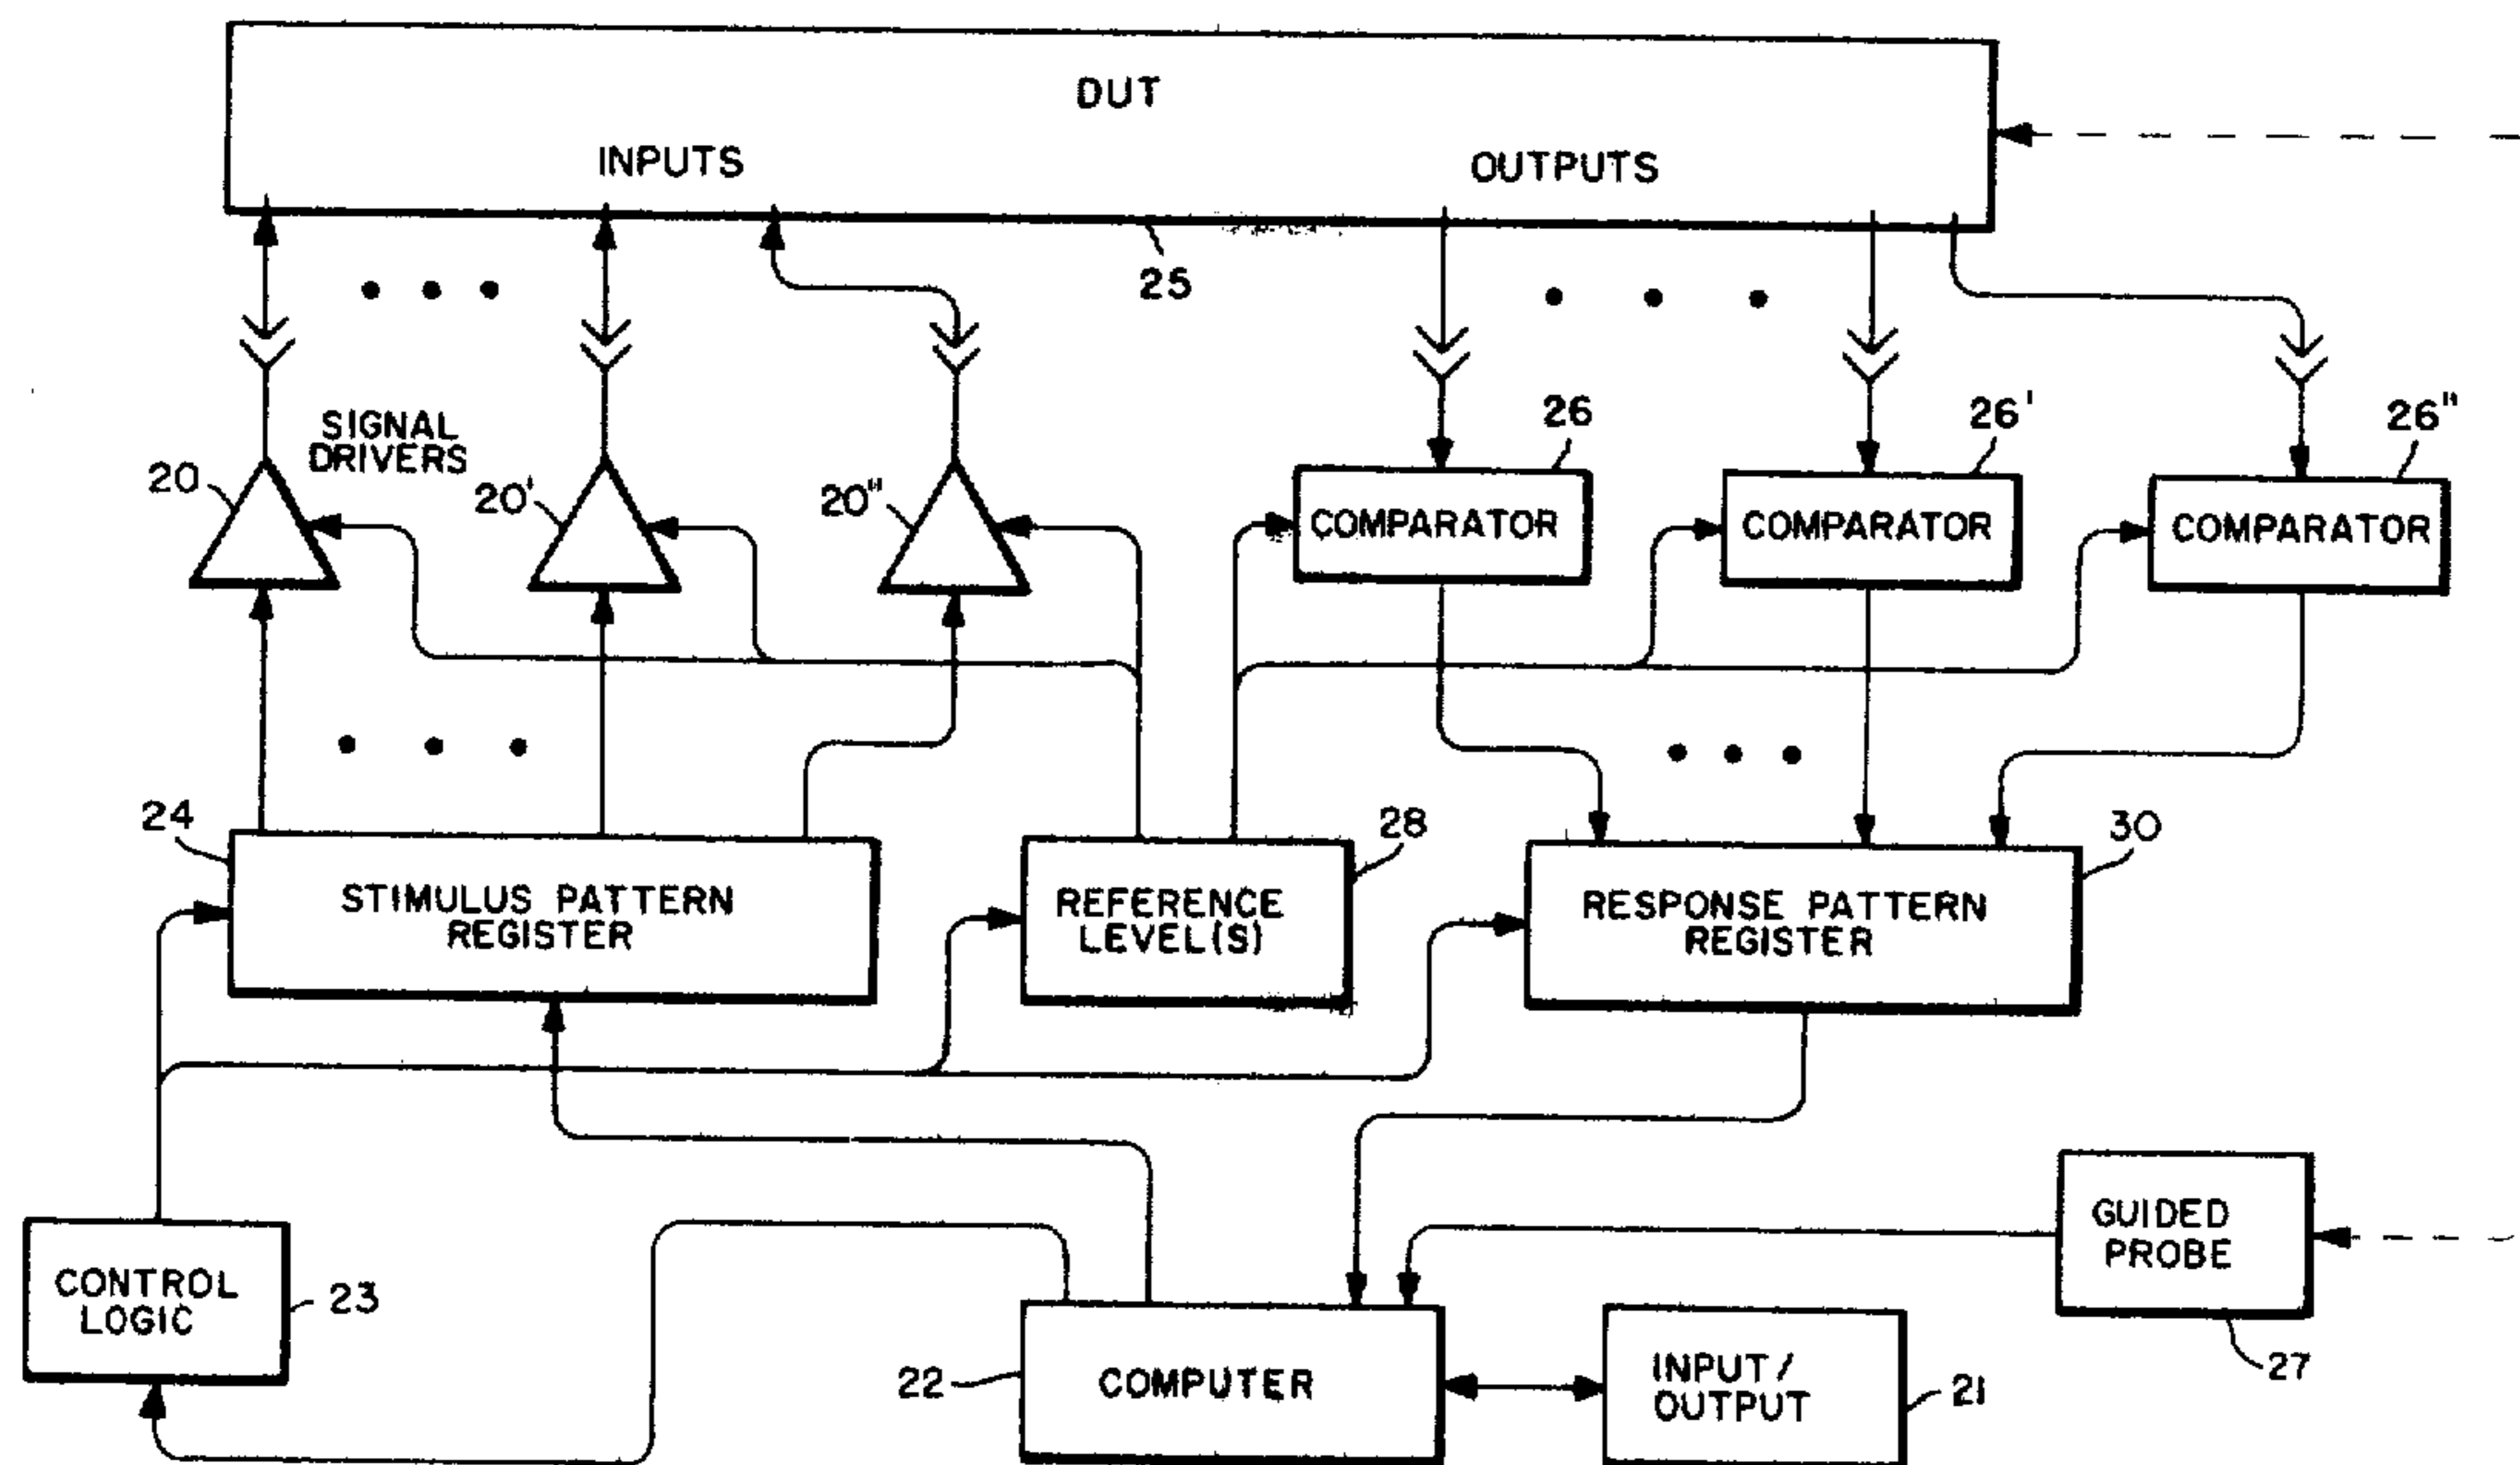 DUT
INPUTS
OUTPUTS
25
SIGNAL
DRIVERS
20
20'
20"
26
26'
26"
COMPARATOR
COMPARATOR
COMPARATOR
24
28
30
STIMULUS PATTERN
REGISTER
REFERENCE
LEVEL(S)
RESPONSE PATTERN
REGISTER
CONTROL
LOGIC
23
GUIDED
PROBE
27
22
COMPUTER
INPUT/
OUTPUT
21